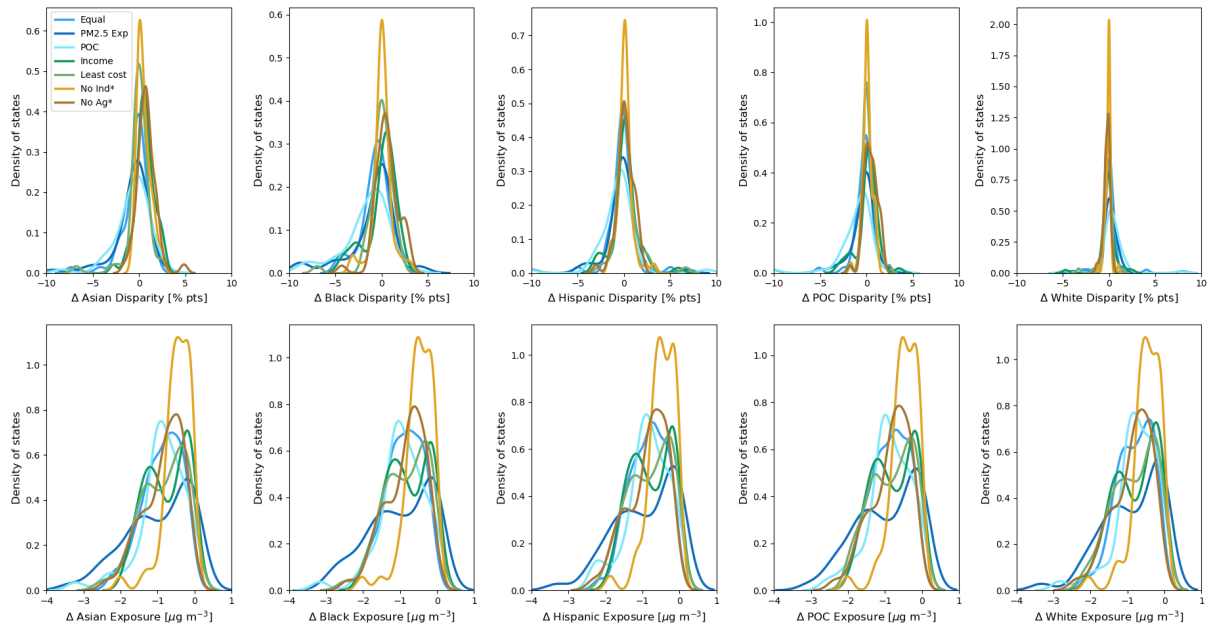 Density of states
0.6
0.5
0.4
0.3
0.2
0.1
0.0
−10 −5 0 5 10
Δ Asian Disparity [% pts]
Equal
PM2.5 Exp
POC
Income
Least cost
No Ind*
No Ag*
Density of states
0.6
0.5
0.4
0.3
0.2
0.1
0.0
−10 −5 0 5 10
Δ Black Disparity [% pts]
Density of states
0.7
0.6
0.5
0.4
0.3
0.2
0.1
0.0
−10 −5 0 5 10
Δ Hispanic Disparity [% pts]
Density of states
1.0
0.8
0.6
0.4
0.2
0.0
−10 −5 0 5 10
Δ POC Disparity [% pts]
Density of states
2.00
1.75
1.50
1.25
1.00
0.75
0.50
0.25
0.00
−10 −5 0 5 10
Δ White Disparity [% pts]
Density of states
1.0
0.8
0.6
0.4
0.2
0.0
−4 −3 −2 −1 0 1
Δ Asian Exposure [μg m⁻³]
Density of states
1.0
0.8
0.6
0.4
0.2
0.0
−4 −3 −2 −1 0 1
Δ Black Exposure [μg m⁻³]
Density of states
1.0
0.8
0.6
0.4
0.2
0.0
−4 −3 −2 −1 0 1
Δ Hispanic Exposure [μg m⁻³]
Density of states
1.0
0.8
0.6
0.4
0.2
0.0
−4 −3 −2 −1 0 1
Δ POC Exposure [μg m⁻³]
Density of states
1.0
0.8
0.6
0.4
0.2
0.0
−4 −3 −2 −1 0 1
Δ White Exposure [μg m⁻³]